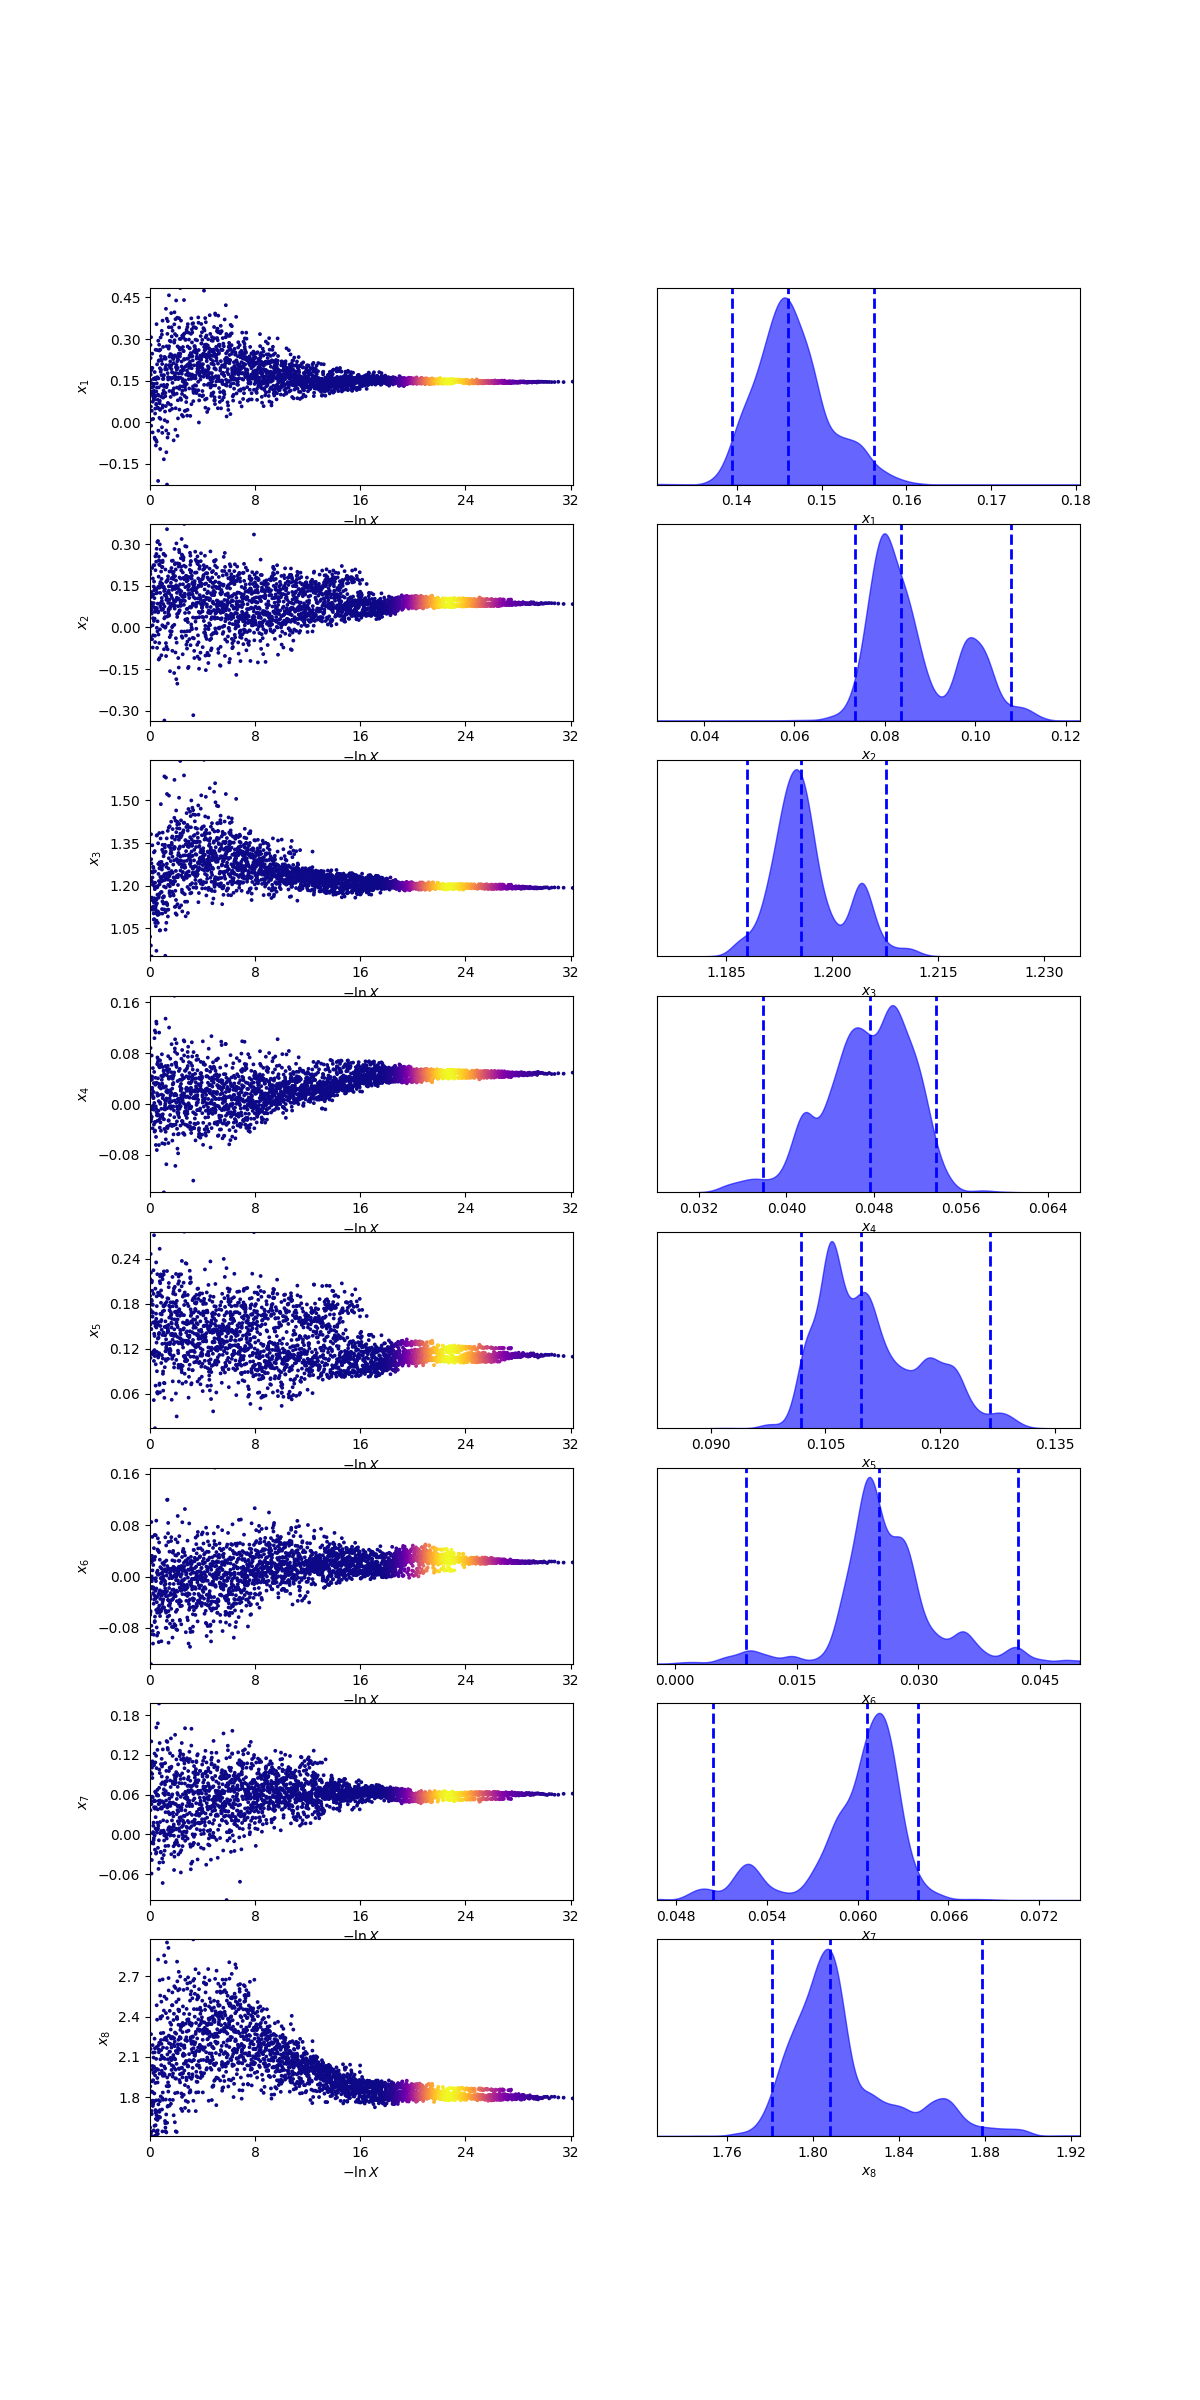 0.45
0.30
0.15
0.00
−0.15
x₁
0 8 16 24 32
−ln X
0.14 0.15 0.16 0.17 0.18
x₁
0.30
0.15
0.00
−0.15
−0.30
x₂
0 8 16 24 32
−ln X
0.04 0.06 0.08 0.10 0.12
x₂
1.50
1.35
1.20
1.05
x₃
0 8 16 24 32
−ln X
1.185 1.200 1.215 1.230
x₃
0.16
0.08
0.00
−0.08
x₄
0 8 16 24 32
−ln X
0.032 0.040 0.048 0.056 0.064
x₄
0.24
0.18
0.12
0.06
x₅
0 8 16 24 32
−ln X
0.090 0.105 0.120 0.135
x₅
0.16
0.08
0.00
−0.08
x₆
0 8 16 24 32
−ln X
0.000 0.015 0.030 0.045
x₆
0.18
0.12
0.06
0.00
−0.06
x₇
0 8 16 24 32
−ln X
0.048 0.054 0.060 0.066 0.072
x₇
2.7
2.4
2.1
1.8
x₈
0 8 16 24 32
−ln X
1.76 1.80 1.84 1.88 1.92
x₈